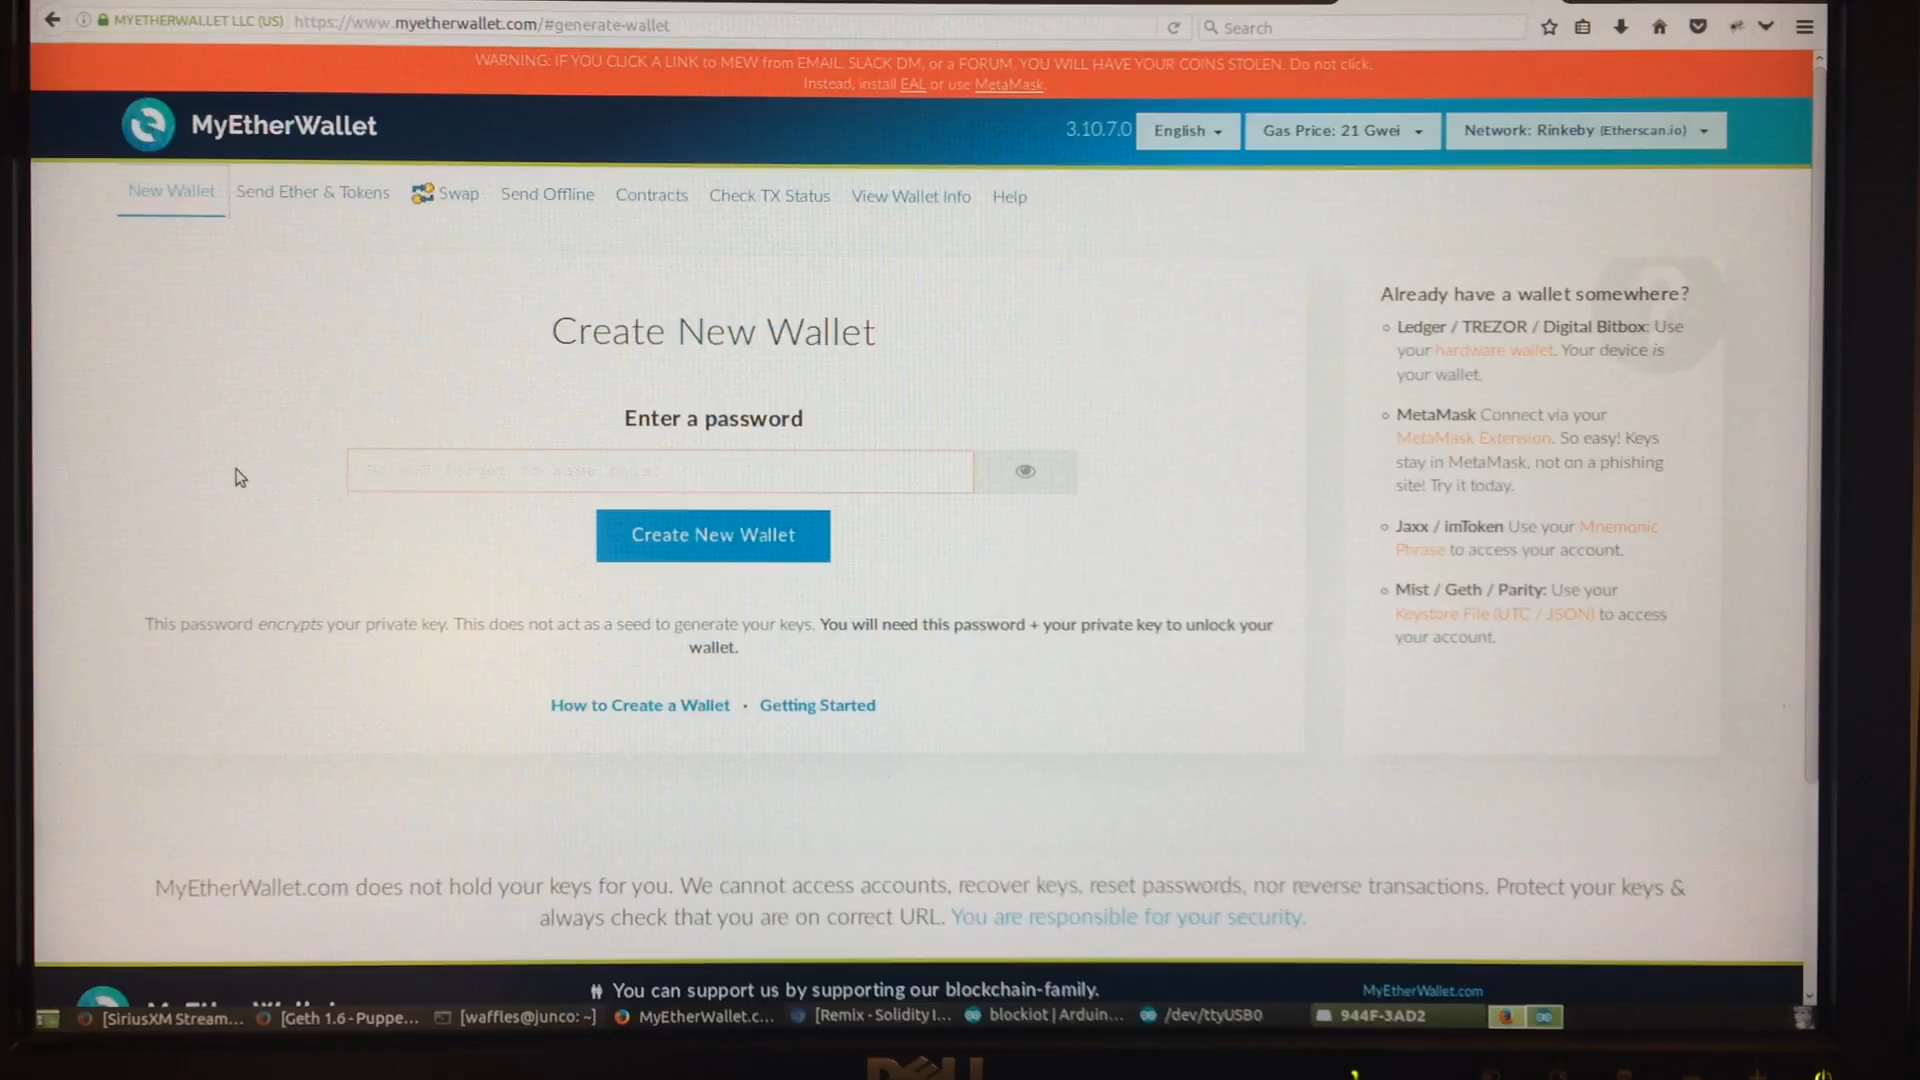 MYETHERWALLET LLC (US) https://www.myetherwallet.com/#generate-wallet
Search
WARNING: IF YOU CLICK A LINK to MEW from EMAIL, SLACK DM, or a FORUM, YOU WILL HAVE YOUR COINS STOLEN. Do not click.
Instead, install EAL or use MetaMask.
MyEtherWallet
3.10.7.0 English Gas Price: 21 Gwei Network: Rinkeby (Etherscan.io)
New Wallet Send Ether & Tokens Swap Send Offline Contracts Check TX Status View Wallet Info Help
Create New Wallet
Enter a password
Do NOT forget to save this!
Create New Wallet
This password encrypts your private key. This does not act as a seed to generate your keys. You will need this password + your private key to unlock your
wallet.
How to Create a Wallet · Getting Started
Already have a wallet somewhere?
Ledger / TREZOR / Digital Bitbox: Use
your hardware wallet. Your device is
your wallet.
MetaMask Connect via your
MetaMask Extension. So easy! Keys
stay in MetaMask, not on a phishing
site! Try it today.
Jaxx / imToken Use your Mnemonic
Phrase to access your account.
Mist / Geth / Parity: Use your
Keystore File (UTC / JSON) to access
your account.
MyEtherWallet.com does not hold your keys for you. We cannot access accounts, recover keys, reset passwords, nor reverse transactions. Protect your keys &
always check that you are on correct URL. You are responsible for your security.
You can support us by supporting our blockchain-family.
MyEtherWallet.com
[SiriusXM Stream... [Geth 1.6 - Puppe... [waffles@junco: ~] MyEtherWallet.c... [Remix - Solidity I... blockiot | Arduin... /dev/ttyUSB0 944F-3AD2
DELL